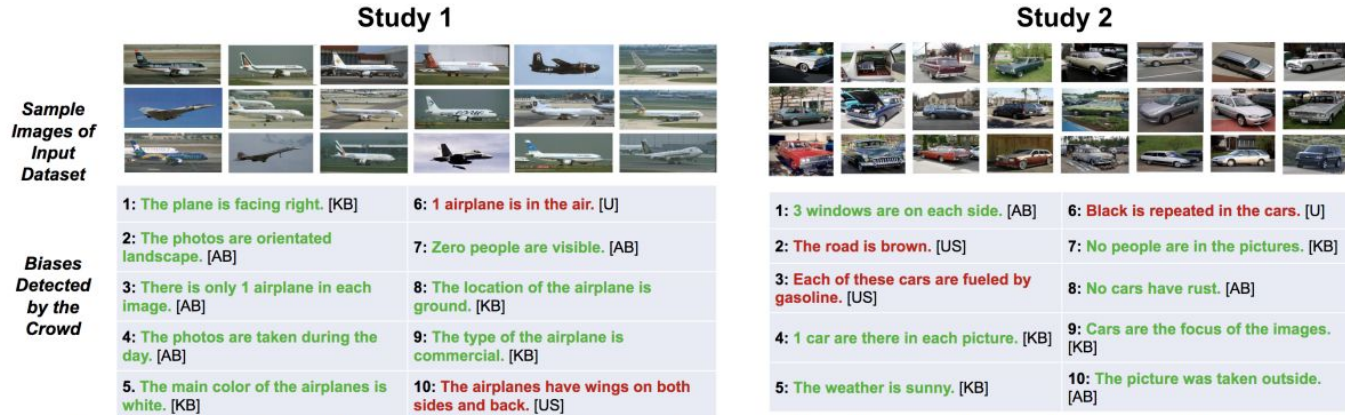 Study 1
Sample
Images of
Input
Dataset
Biases
Detected
by the
Crowd
1: The plane is facing right. [KB]
2: The photos are orientated
landscape. [AB]
3: There is only 1 airplane in each
image. [AB]
4: The photos are taken during the
day. [AB]
5. The main color of the airplanes is
white. [KB]
6: 1 airplane is in the air. [U]
7: Zero people are visible. [AB]
8: The location of the airplane is
ground. [KB]
9: The type of the airplane is
commercial. [KB]
10: The airplanes have wings on both
sides and back. [US]
Study 2
1: 3 windows are on each side. [AB]
2: The road is brown. [US]
3: Each of these cars are fueled by
gasoline. [US]
4: 1 car are there in each picture. [KB]
5: The weather is sunny. [KB]
6: Black is repeated in the cars. [U]
7: No people are in the pictures. [KB]
8: No cars have rust. [AB]
9: Cars are the focus of the images.
[KB]
10: The picture was taken outside.
[AB]